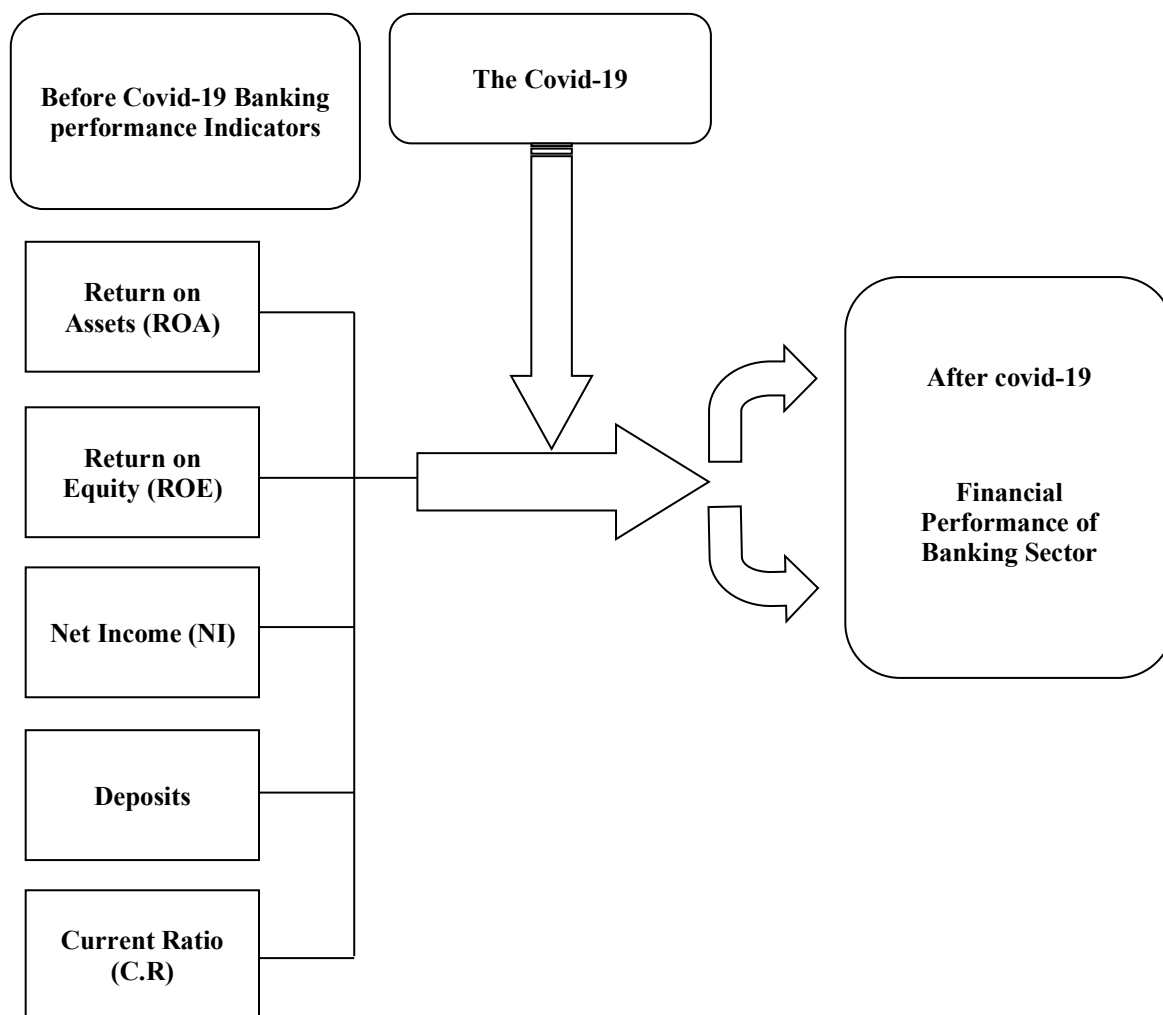 Before Covid-19 Banking
performance Indicators
The Covid-19
Return on
Assets (ROA)
Return on
Equity (ROE)
Net Income (NI)
Deposits
Current Ratio
(C.R)
After covid-19
Financial
Performance of
Banking Sector